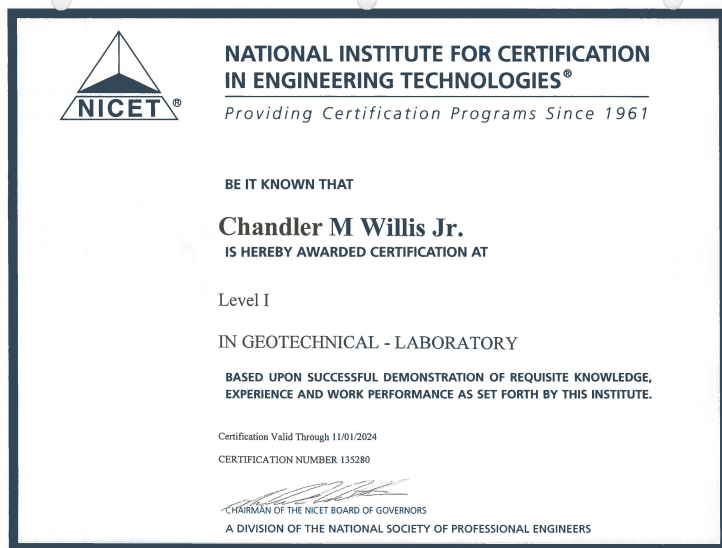 NICET®
NATIONAL INSTITUTE FOR CERTIFICATION
IN ENGINEERING TECHNOLOGIES®
Providing Certification Programs Since 1961
BE IT KNOWN THAT
Chandler M Willis Jr.
IS HEREBY AWARDED CERTIFICATION AT
Level I
IN GEOTECHNICAL - LABORATORY
BASED UPON SUCCESSFUL DEMONSTRATION OF REQUISITE KNOWLEDGE,
EXPERIENCE AND WORK PERFORMANCE AS SET FORTH BY THIS INSTITUTE.
Certification Valid Through 11/01/2024
CERTIFICATION NUMBER 135280
CHAIRMAN OF THE NICET BOARD OF GOVERNORS
A DIVISION OF THE NATIONAL SOCIETY OF PROFESSIONAL ENGINEERS